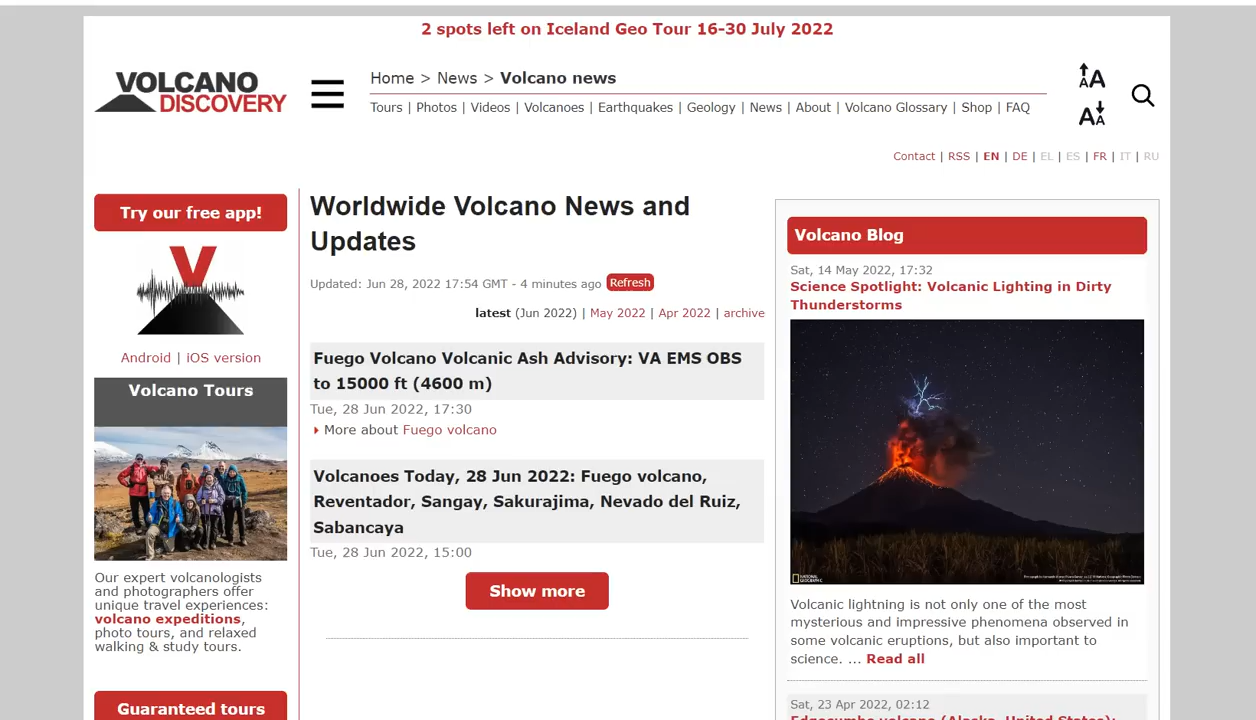 2 spots left on Iceland Geo Tour 16-30 July 2022
VOLCANO
DISCOVERY
Home > News > Volcano news
Tours | Photos | Videos | Volcanoes | Earthquakes | Geology | News | About | Volcano Glossary | Shop | FAQ
AA
AA
Contact | RSS | EN | DE | EL | ES | FR | IT | RU
Try our free app!
V
Android | iOS version
Volcano Tours
Our expert volcanologists
and photographers offer
unique travel experiences:
volcano expeditions,
photo tours, and relaxed
walking & study tours.
Guaranteed tours
Worldwide Volcano News and
Updates
Updated: Jun 28, 2022 17:54 GMT - 4 minutes ago Refresh
latest (Jun 2022) | May 2022 | Apr 2022 | archive
Fuego Volcano Volcanic Ash Advisory: VA EMS OBS
to 15000 ft (4600 m)
Tue, 28 Jun 2022, 17:30
More about Fuego volcano
Volcanoes Today, 28 Jun 2022: Fuego volcano,
Reventador, Sangay, Sakurajima, Nevado del Ruiz,
Sabancaya
Tue, 28 Jun 2022, 15:00
Show more
Volcano Blog
Sat, 14 May 2022, 17:32
Science Spotlight: Volcanic Lighting in Dirty
Thunderstorms
NATIONAL
GEOGRAPHIC
Volcanic lightning is not only one of the most
mysterious and impressive phenomena observed in
some volcanic eruptions, but also important to
science. ... Read all
Sat, 23 Apr 2022, 02:12
Edgecumbe volcano (Alaska, United States):